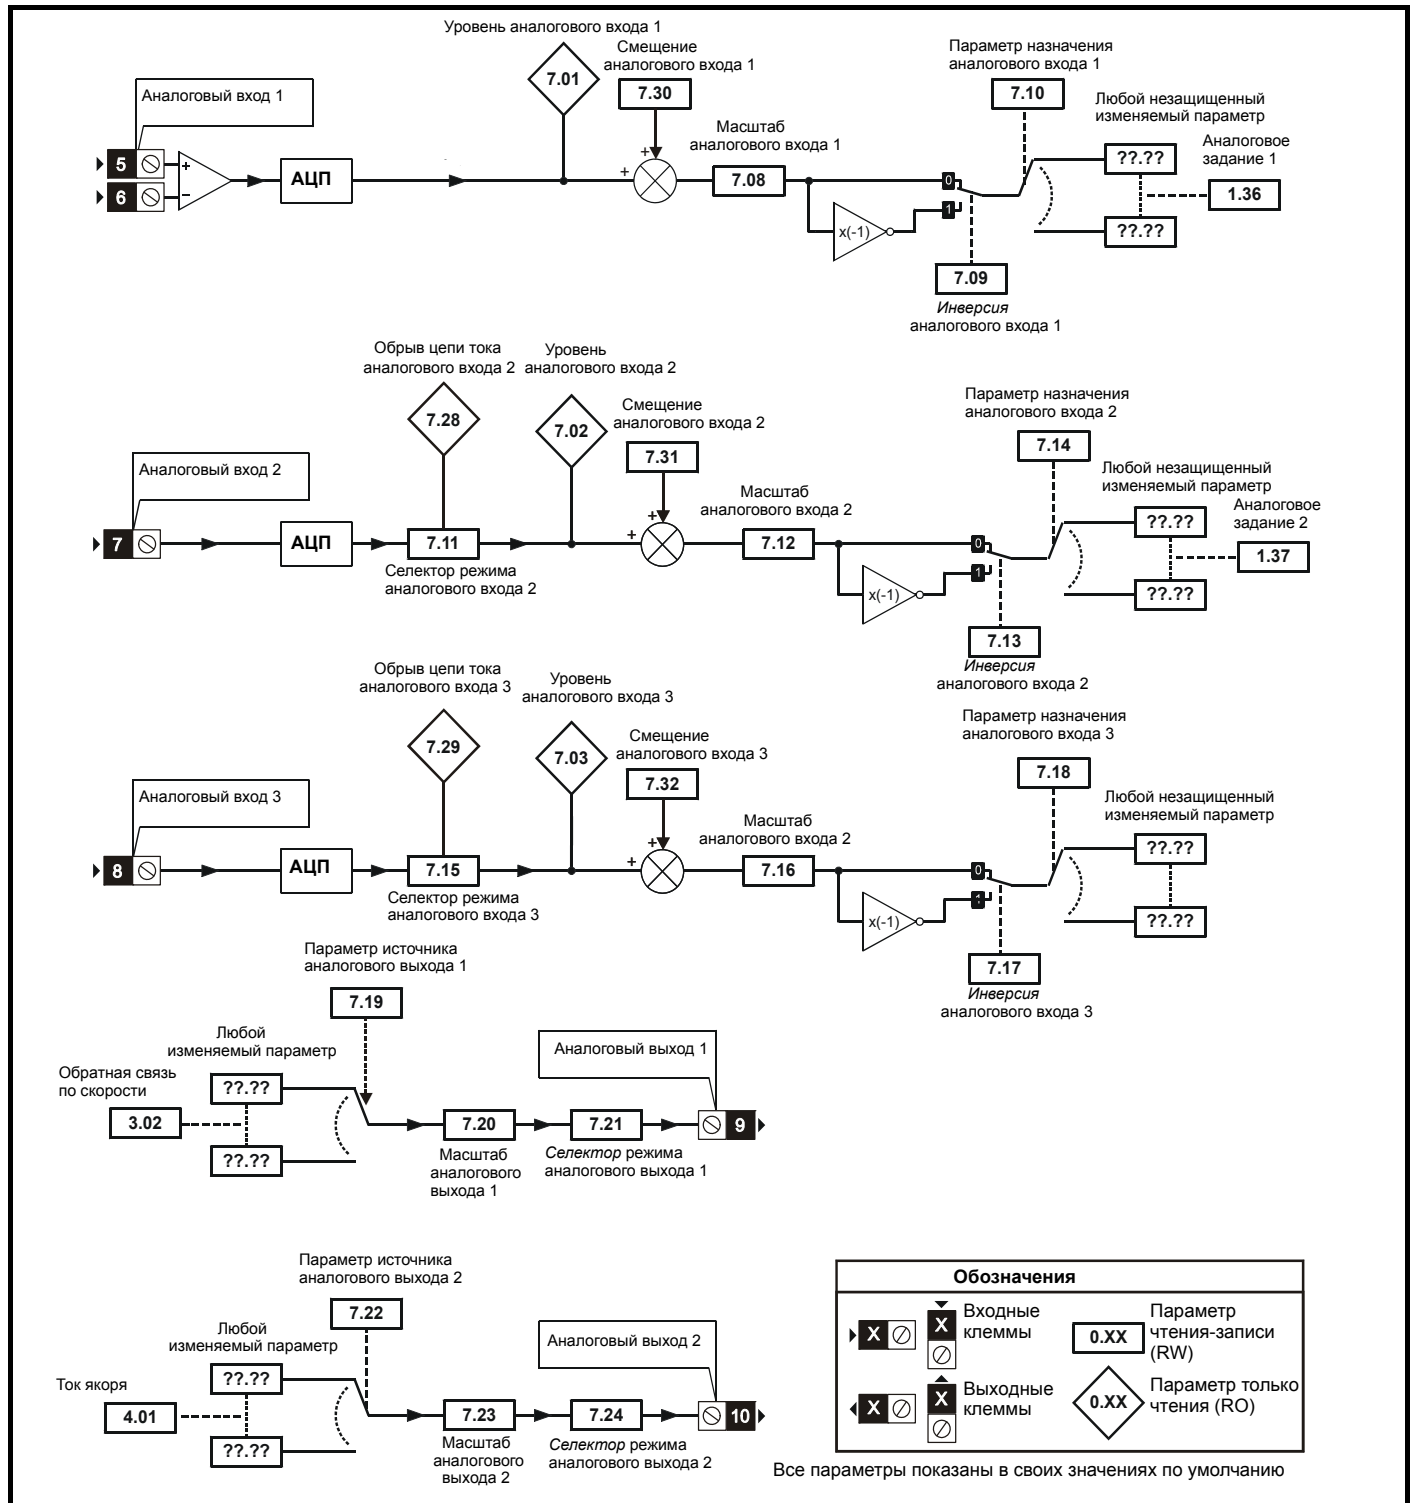 Уровень аналогового входа 1
7.01
Смещение
аналогового входа 1
7.30
Параметр назначения
аналогового входа 1
7.10
Аналоговый вход 1
Любой незащищенный
изменяемый параметр
Масштаб
аналогового входа 1
Аналоговое
задание 1
5
6
+
−
АЦП
+
+
7.08
0
1
x(-1)
??.??
??.??
1.36
7.09
Инверсия
аналогового входа 1
Обрыв цепи тока
аналогового входа 2
Уровень
аналогового входа 2
7.28
7.02
Смещение
аналогового входа 2
7.31
Параметр назначения
аналогового входа 2
7.14
Аналоговый вход 2
Любой незащищенный
изменяемый параметр
Масштаб
аналогового входа 2
Аналоговое
задание 2
7
АЦП
7.11
Селектор режима
аналогового входа 2
+
+
7.12
0
1
x(-1)
??.??
??.??
1.37
7.13
Инверсия
аналогового входа 2
Обрыв цепи тока
аналогового входа 3
Уровень
аналогового входа 3
7.29
7.03
Смещение
аналогового входа 3
7.32
Параметр назначения
аналогового входа 3
7.18
Аналоговый вход 3
Любой незащищенный
изменяемый параметр
Масштаб
аналогового входа 2
8
АЦП
7.15
Селектор режима
аналогового входа 3
+
+
7.16
0
1
x(-1)
??.??
??.??
7.17
Инверсия
аналогового входа 3
Параметр источника
аналогового выхода 1
7.19
Любой
изменяемый параметр
Обратная связь
по скорости
3.02
??.??
??.??
7.20
Масштаб
аналогового
выхода 1
7.21
Селектор режима
аналогового выхода 1
Аналоговый выход 1
9
Параметр источника
аналогового выхода 2
7.22
Любой
изменяемый параметр
Ток якоря
4.01
??.??
??.??
7.23
Масштаб
аналогового
выхода 2
7.24
Селектор режима
аналогового выхода 2
Аналоговый выход 2
10
Обозначения
X
X
Входные
клеммы
0.XX
Параметр
чтения-записи
(RW)
X
X
Выходные
клеммы
0.XX
Параметр только
чтения (RO)
Все параметры показаны в своих значениях по умолчанию